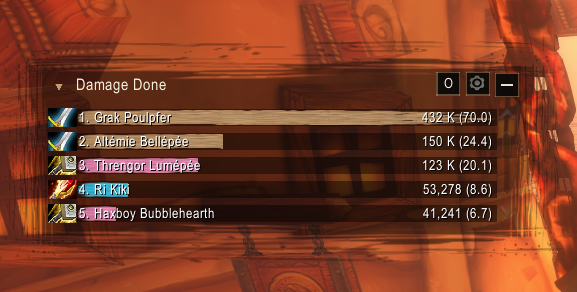 Damage Done
O
1. Grak Poulpfer 432 K (70.0)
2. Altémie Bellépée 150 K (24.4)
3. Threngor Lumépée 123 K (20.1)
4. Ri Kiki 53,278 (8.6)
5. Haxboy Bubblehearth 41,241 (6.7)